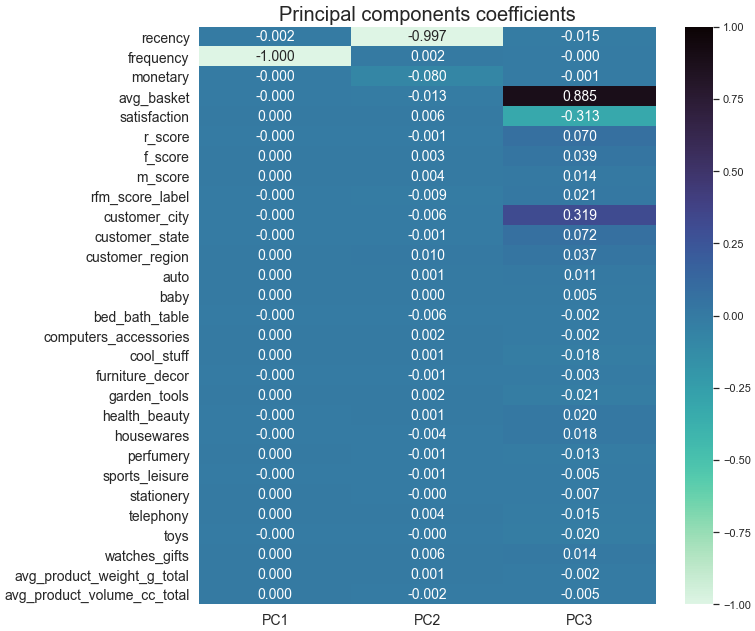 Principal components coefficients
recency -0.002 -0.997 -0.015
frequency -1.000 0.002 -0.000
monetary -0.000 -0.080 -0.001
avg_basket -0.000 -0.013 0.885
satisfaction 0.000 0.006 -0.313
r_score -0.000 -0.001 0.070
f_score 0.000 0.003 0.039
m_score 0.000 0.004 0.014
rfm_score_label -0.000 -0.009 0.021
customer_city -0.000 -0.006 0.319
customer_state -0.000 -0.001 0.072
customer_region 0.000 0.010 0.037
auto 0.000 0.001 0.011
baby 0.000 0.000 0.005
bed_bath_table -0.000 -0.006 -0.002
computers_accessories 0.000 0.002 -0.002
cool_stuff 0.000 0.001 -0.018
furniture_decor -0.000 -0.001 -0.003
garden_tools 0.000 0.002 -0.021
health_beauty -0.000 0.001 0.020
housewares -0.000 -0.004 0.018
perfumery 0.000 -0.001 -0.013
sports_leisure -0.000 -0.001 -0.005
stationery 0.000 -0.000 -0.007
telephony 0.000 0.004 -0.015
toys -0.000 -0.000 -0.020
watches_gifts 0.000 0.006 0.014
avg_product_weight_g_total 0.000 0.001 -0.002
avg_product_volume_cc_total 0.000 -0.002 -0.005
PC1 PC2 PC3
1.00
0.75
0.50
0.25
0.00
−0.25
−0.50
−0.75
−1.00